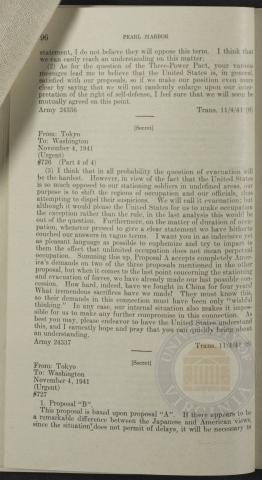 96 PEARL HARBOR
statement, I do not believe they will oppose this term. I think that
we can easily reach an understanding on this matter.
(2) As for the question of the Three-Power Pact, your various
messages lead me to believe that the United States is, in general,
satisfied with our proposals, so if we make our position even more
clear by saying that we will not randomly enlarge upon our inter-
pretation of the right of self-defense, I feel sure that we will soon be
mutually agreed on this point.
Army 24336 Trans. 11/4/41
[Secret]
From: Tokyo
To: Washington
November 4, 1941
(Urgent)
#726 (Part 4 of 4)
(3) I think that in all probability the question of evacuation will
be the hardest. However, in view of the fact that the United States
is so much opposed to our stationing soldiers in undefined areas, our
purpose is to shift the regions of occupation and our officials, thus
attempting to dispel their suspicions. We will call it evacuation; but
although it would please the United States for us to make occupation
the exception rather than the rule, in the last analysis this would be
out of the question. Furthermore, on the matter of duration of occu-
pation, whenever pressed to give a clear statement we have hitherto
couched our answers in vague terms. I want you in as indecisive yet
as pleasant language as possible to euphemize and try to impart to
them the effect that unlimited occupation does not mean perpetual
occupation. Summing this up, Proposal A accepts completely Amer-
ica's demands on two of the three proposals mentioned in the other
proposal, but when it comes to the last point concerning the stationing
and evacuation of forces, we have already made our last possible con-
cession. How hard, indeed, have we fought in China for four years!
What tremendous sacrifices have we made! They must know this,
so their demands in this connection must have been only "wishful
thinking." In any case, our internal situation also makes it impos-
sible for us to make any further compromise in this connection. As
best you may, please endeavor to have the United States understand
this, and I earnestly hope and pray that you can quickly bring about
an understanding.
Army 24337 Trans. 11/4/41
[Secret]
From: Tokyo
To: Washington
November 4, 1941
(Urgent)
#727
1. Proposal "B".
This proposal is based upon proposal "A". If there appears to be
a remarkable difference between the Japanese and American views,
since the situation does not permit of delays, it will be necessary to